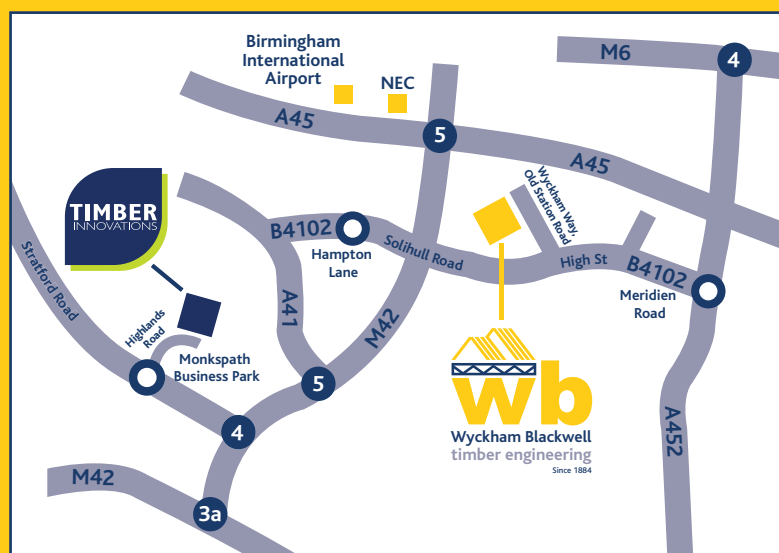 Birmingham
International
Airport
NEC
M6
4
A45
5
A45
TIMBER
INNOVATIONS
Wyckham Way,
Old Station Road
B4102
Hampton
Lane
Solihull Road
High St
B4102
Meridien
Road
Stratford Road
Highlands
Road
Monkspath
Business Park
A41
M42
5
4
wb
Wyckham Blackwell
timber engineering
Since 1884
A452
M42
3a